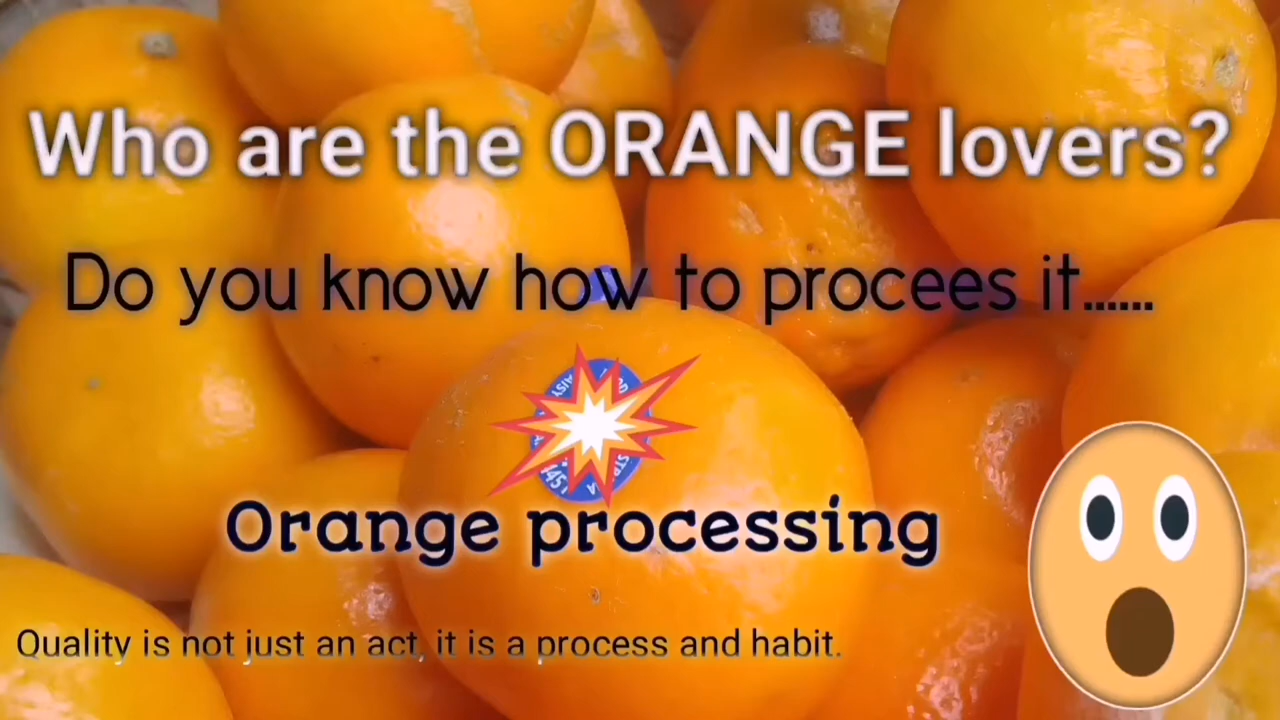 Who are the ORANGE lovers?
Do you know how to procees it......
Orange processing
Quality is not just an act, it is a process and habit.